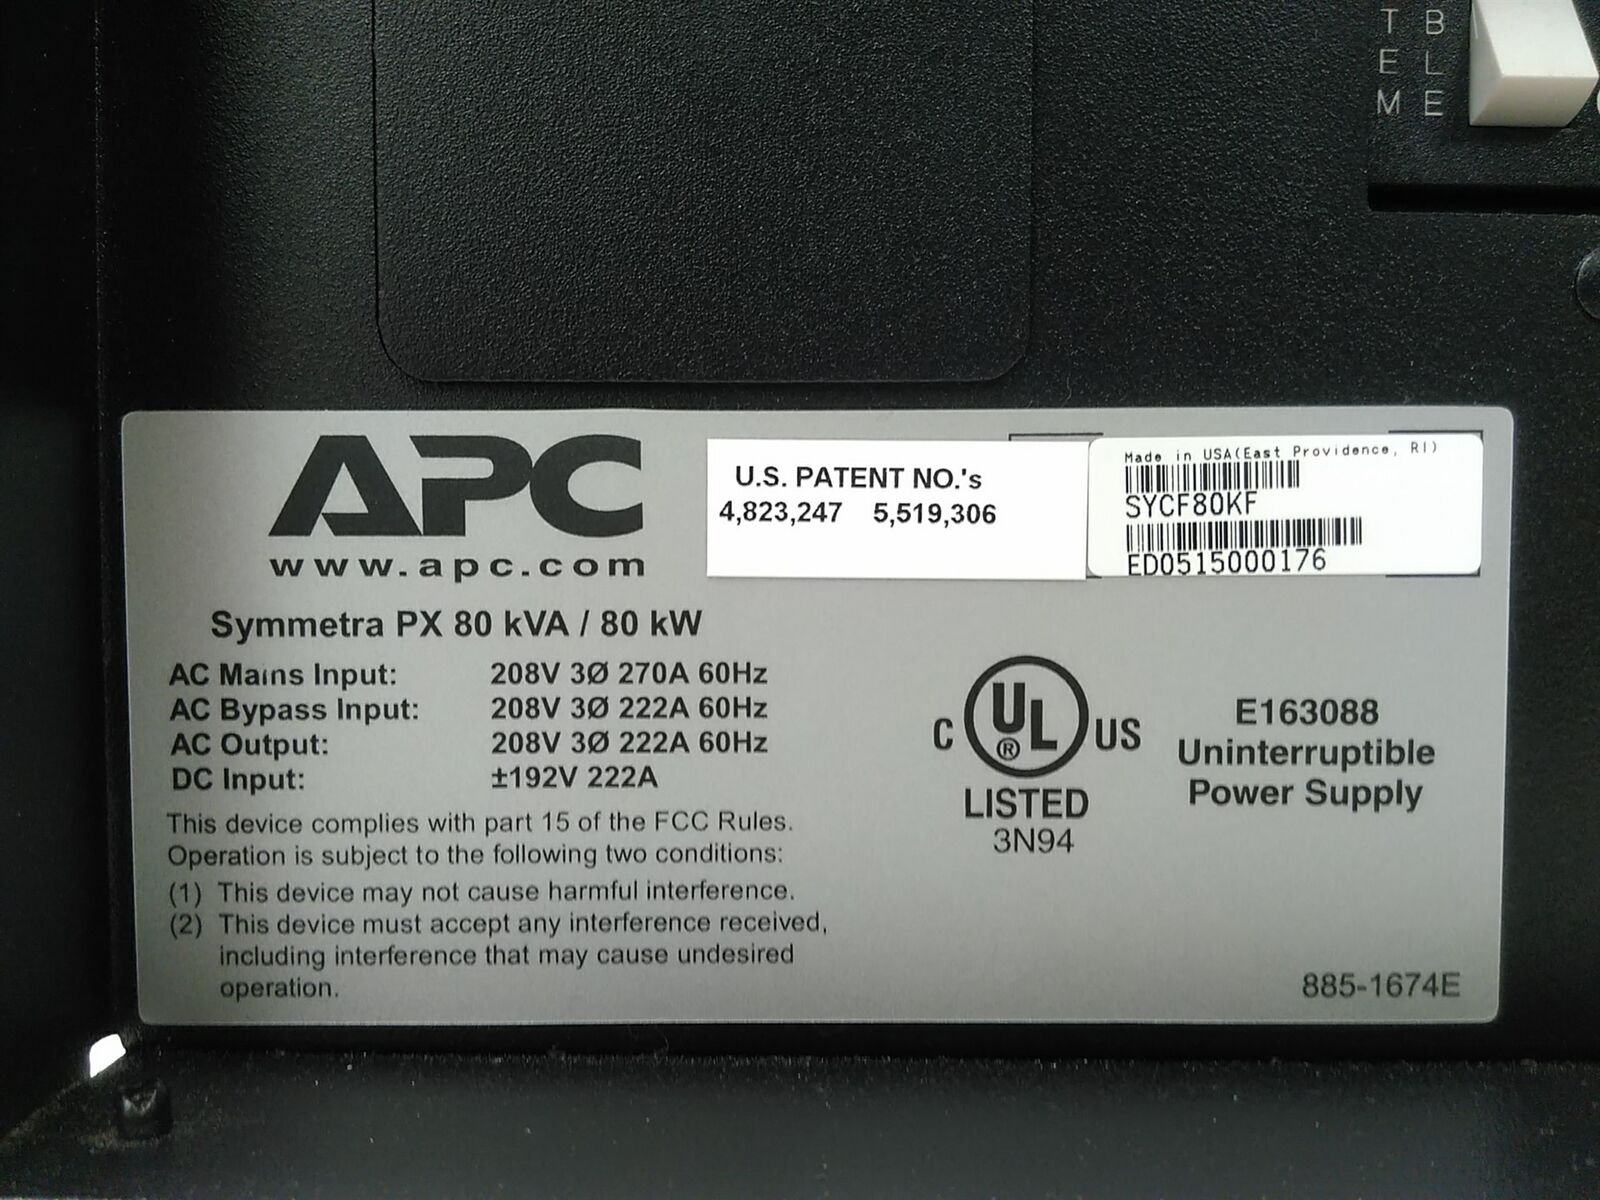 T B
E L
M E
APC
www.apc.com
U.S. PATENT NO.'s
4,823,247 5,519,306
Made in USA(East Providence, RI)
SYCF80KF
ED0515000176
Symmetra PX 80 kVA / 80 kW
AC Mains Input: 208V 3Ø 270A 60Hz
AC Bypass Input: 208V 3Ø 222A 60Hz
AC Output: 208V 3Ø 222A 60Hz
DC Input: ±192V 222A
This device complies with part 15 of the FCC Rules.
Operation is subject to the following two conditions:
(1) This device may not cause harmful interference.
(2) This device must accept any interference received,
including interference that may cause undesired
operation.
C UL® US
LISTED
3N94
E163088
Uninterruptible
Power Supply
885-1674E